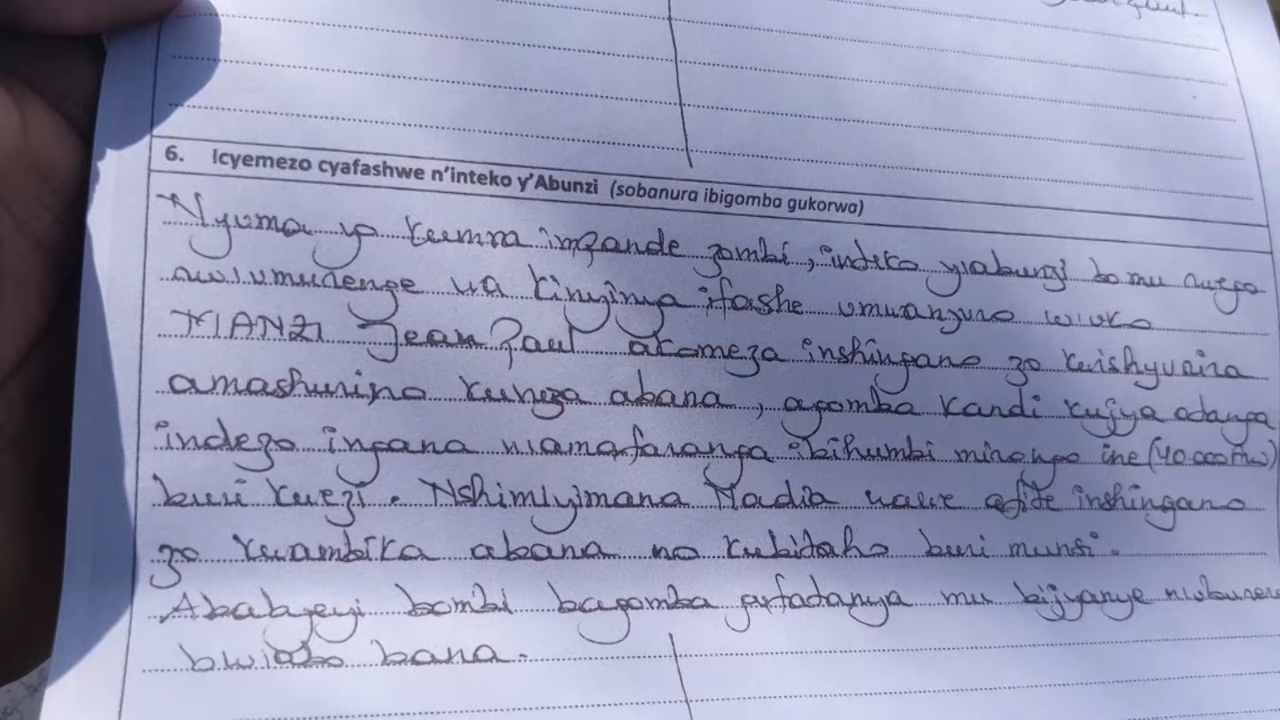 6. Icyemezo cyafashwe n'inteko y'Abunzi (sobanura ibigomba gukorwa)
Nyuma yo kumva impande zombi, inteko y'abunzi bo mu rwego
rw'umurenge wa Kinyinya ifashe umwanzuro w'uko
Jean Paul akomeza inshingano zo kwishyurira
amashuri no kurera abana, agomba kandi kujya atanga
indezo ingana n'amafaranga ibihumbi mirongo ine (40.000 Frw)
buri kwezi. Nshimiyimana Nadia nawe afite inshingano
zo kwambika abana no kubitaho buri munsi.
Ababyeyi bombi bagomba gufatanya mu bijyanye n'uburere
bw'abo bana.